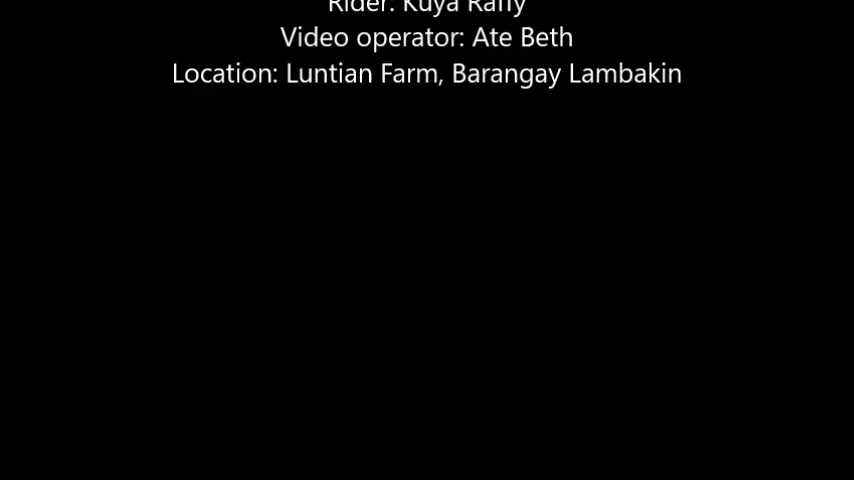 Rider: Kuya Raffy
Video operator: Ate Beth
Location: Luntian Farm, Barangay Lambakin